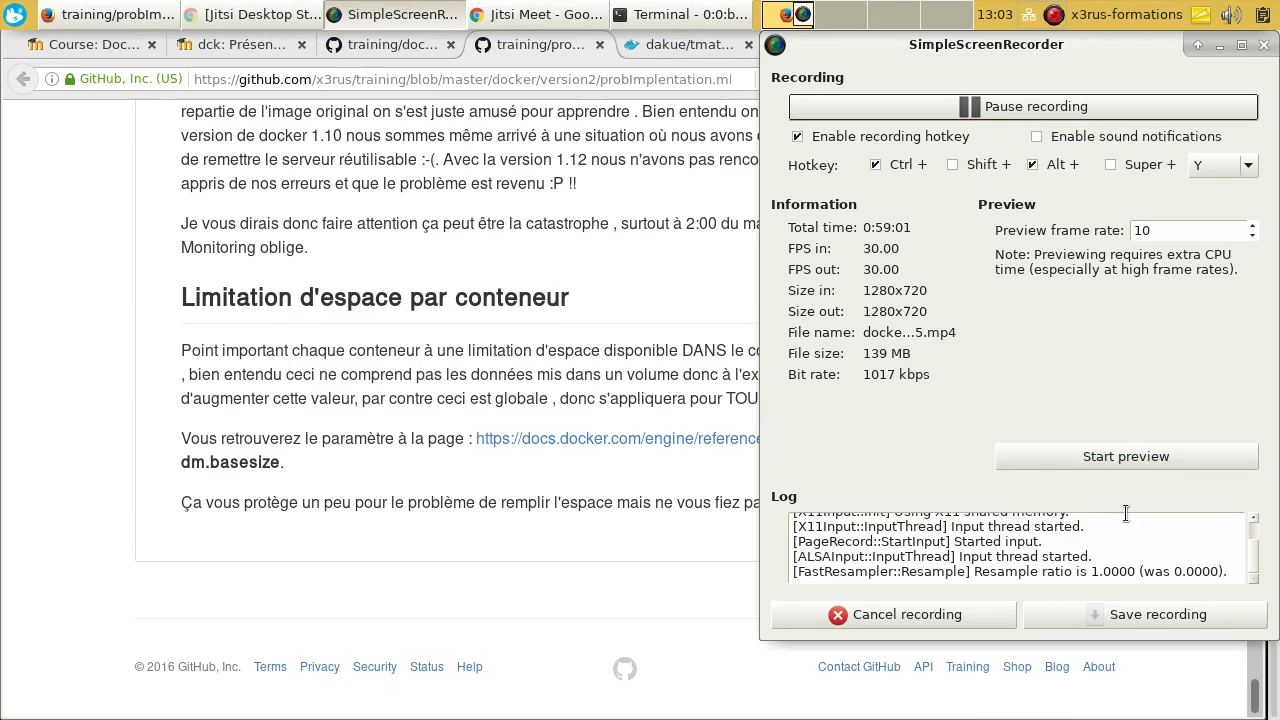 training/probIm...
[Jitsi Desktop St...
SimpleScreenR...
Jitsi Meet - Goo...
Terminal - 0:0:b...
13:03
x3rus-formations
Course: Doc...
dck: Présen...
training/doc...
training/pro...
dakue/tmat...
GitHub, Inc. (US)
https://github.com/x3rus/training/blob/master/docker/version2/probImplentation.md
repartie de l'image original on s'est juste amusé pour apprendre . Bien entendu on
version de docker 1.10 nous sommes même arrivé à une situation où nous avons
de remettre le serveur réutilisable :-(. Avec la version 1.12 nous n'avons pas renco
appris de nos erreurs et que le problème est revenu :P !!
Je vous dirais donc faire attention ça peut être la catastrophe , surtout à 2:00 du ma
Monitoring oblige.
Limitation d'espace par conteneur
Point important chaque conteneur à une limitation d'espace disponible DANS le co
, bien entendu ceci ne comprend pas les données mis dans un volume donc à l'ex
d'augmenter cette valeur, par contre ceci est globale , donc s'appliquera pour TOU
Vous retrouverez le paramètre à la page : https://docs.docker.com/engine/reference
dm.basesize.
Ça vous protège un peu pour le problème de remplir l'espace mais ne vous fiez pa
© 2016 GitHub, Inc. Terms Privacy Security Status Help
Contact GitHub API Training Shop Blog About
SimpleScreenRecorder
Recording
Pause recording
Enable recording hotkey
Enable sound notifications
Hotkey: Ctrl + Shift + Alt + Super + Y
Information
Total time: 0:59:01
FPS in: 30.00
FPS out: 30.00
Size in: 1280x720
Size out: 1280x720
File name: docke...5.mp4
File size: 139 MB
Bit rate: 1017 kbps
Preview
Preview frame rate: 10
Note: Previewing requires extra CPU
time (especially at high frame rates).
Start preview
Log
[X11Input::Init] Using X11 shared memory.
[X11Input::InputThread] Input thread started.
[PageRecord::StartInput] Started input.
[ALSAInput::InputThread] Input thread started.
[FastResampler::Resample] Resample ratio is 1.0000 (was 0.0000).
Cancel recording
Save recording